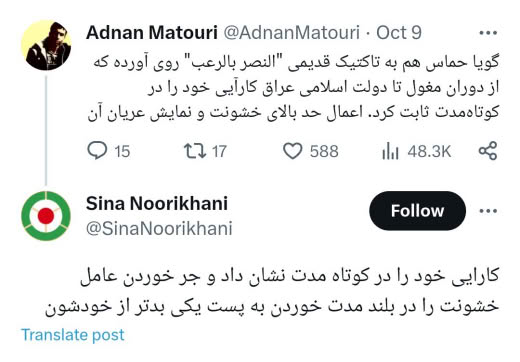 Adnan Matouri @AdnanMatouri · Oct 9
گویا حماس هم به تاکتیک قدیمی "النصر بالرعب" روی آورده که
از دوران مغول تا دولت اسلامی عراق کارآیی خود را در
کوتاه‌مدت ثابت کرد. اعمال حد بالای خشونت و نمایش عریان آن
15 17 588 48.3K
Sina Noorikhani
@SinaNoorikhani
Follow
کارایی خود را در کوتاه مدت نشان داد و جر خوردن عامل
خشونت را در بلند مدت خوردن به پست یکی بدتر از خودشون
Translate post